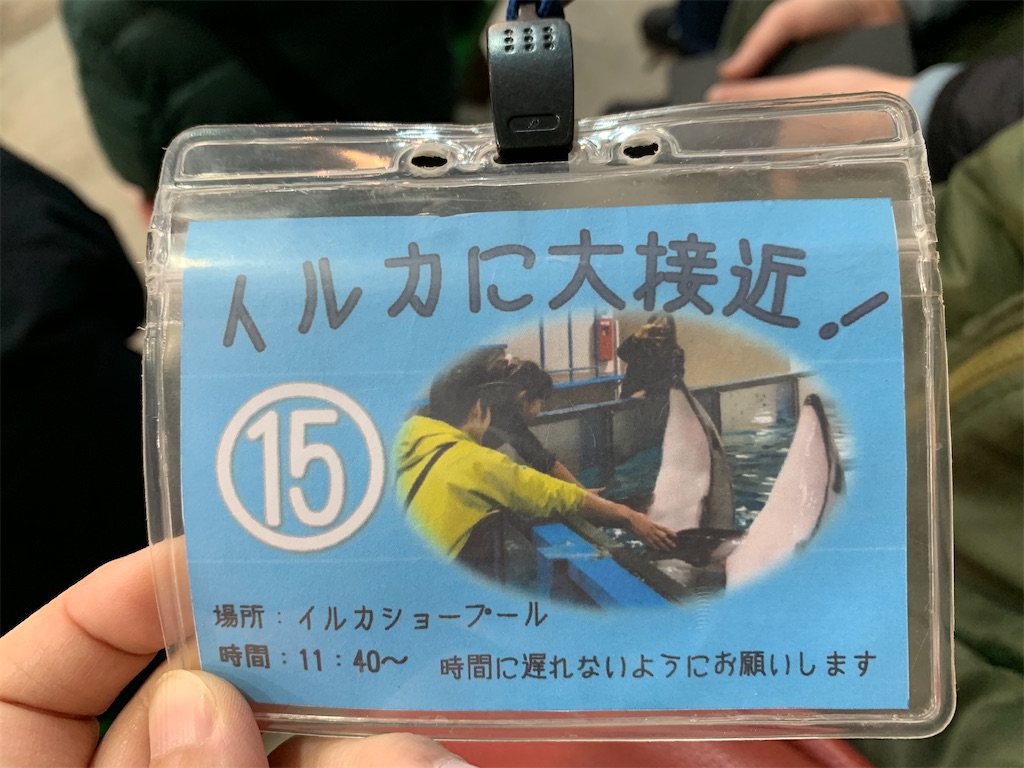 イルカに大接近!
⑮
場所:イルカショープール
時間:11:40〜 時間に遅れないようにお願いします